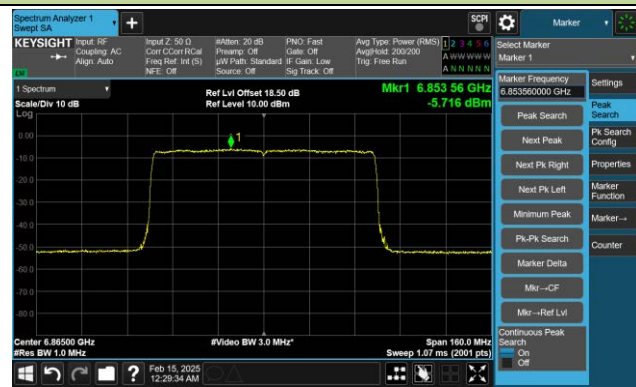 Spectrum Analyzer 1
Swept SA
+
SCPI
Marker
KEYSIGHT
Input: RF
Coupling: AC
Align: Auto
Input Z: 50 Ω
Corr CCorr RCal
Freq Ref: Int (S)
NFE: Off
#Atten: 20 dB
Preamp: Off
µW Path: Standard
Source: Off
PNO: Fast
Gate: Off
IF Gain: Low
Sig Track: Off
Avg Type: Power (RMS)
Avg|Hold: 200/200
Trig: Free Run
1 2 3 4 5 6
A W W W W W
A N N N N N
Select Marker
Marker 1
1 Spectrum
Scale/Div 10 dB
Log
Ref Lvl Offset 18.50 dB
Ref Level 10.00 dBm
Mkr1 6.853 56 GHz
-5.716 dBm
Marker Frequency
6.853560000 GHz
Settings
Peak Search
Next Peak
Next Pk Right
Next Pk Left
Minimum Peak
Pk-Pk Search
Marker Delta
Mkr→CF
Mkr→Ref Lvl
Continuous Peak
Search
On
Off
Peak
Search
Pk Search
Config
Properties
Marker
Function
Marker→
Counter
1
0.00
-10.0
-20.0
-30.0
-40.0
-50.0
-60.0
-70.0
-80.0
Center 6.86500 GHz
#Res BW 1.0 MHz
#Video BW 3.0 MHz*
Span 160.0 MHz
Sweep 1.07 ms (2001 pts)
?
Feb 15, 2025
12:29:34 AM